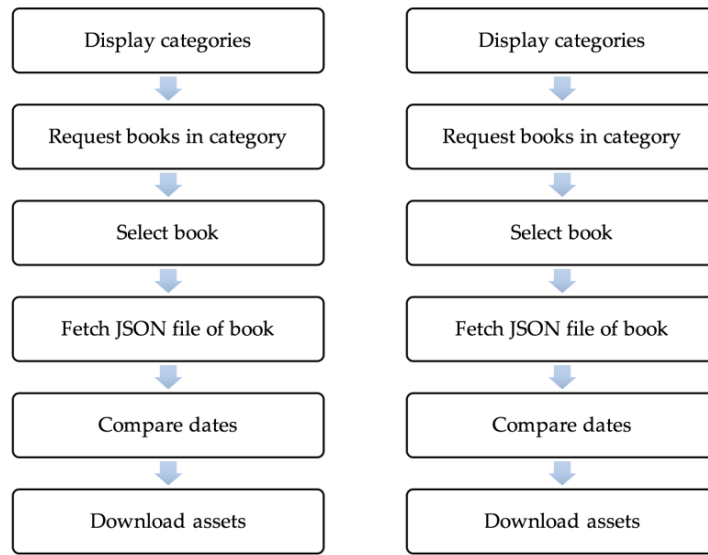 Display categories
Request books in category
Select book
Fetch JSON file of book
Compare dates
Download assets
Display categories
Request books in category
Select book
Fetch JSON file of book
Compare dates
Download assets